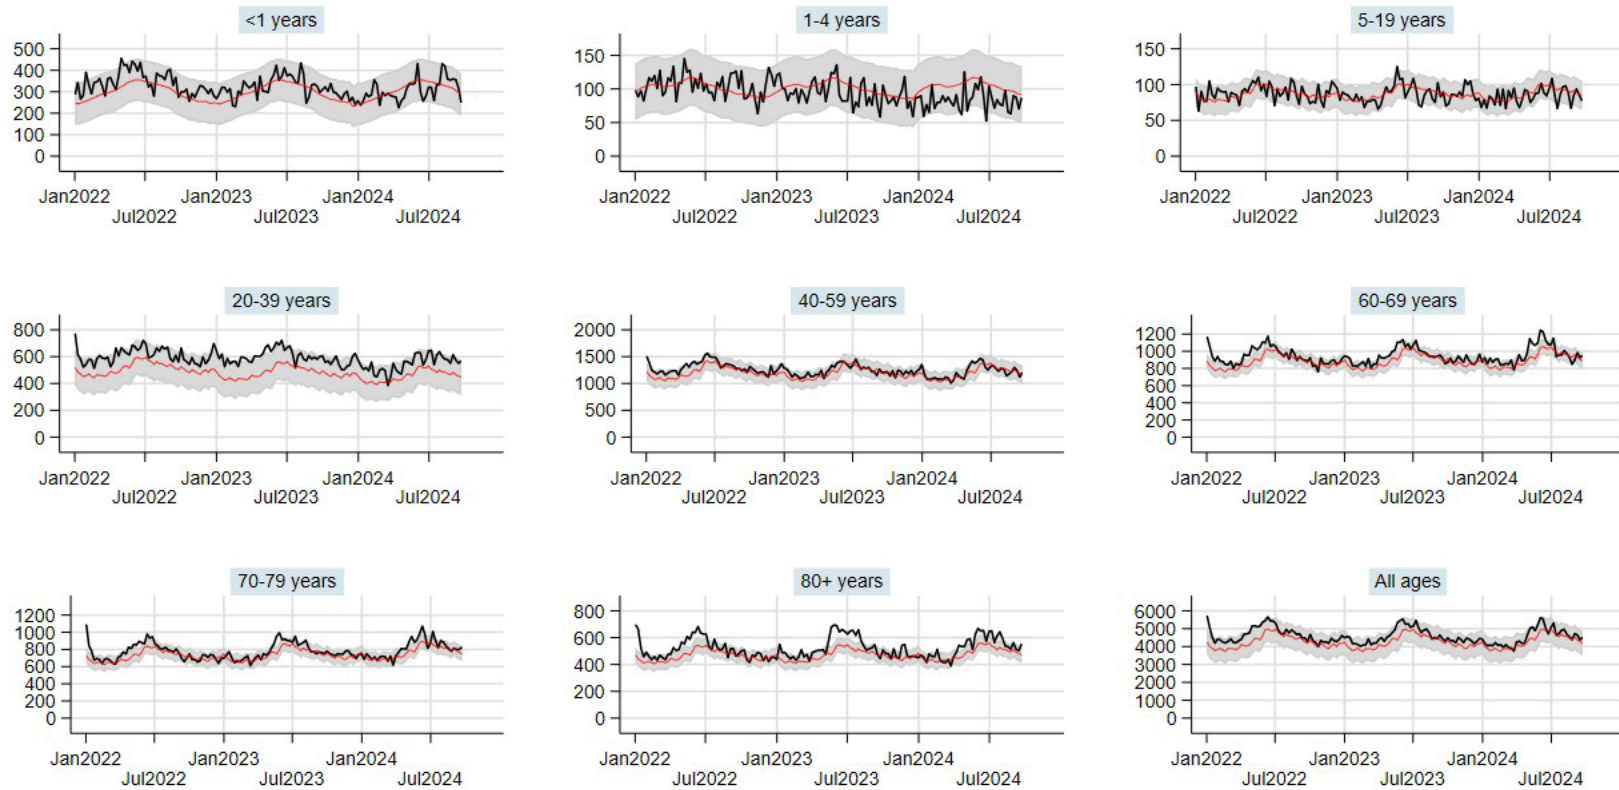 <1 years
500
400
300
200
100
0
Jan2022 Jan2023 Jan2024
Jul2022 Jul2023 Jul2024
1-4 years
150
100
50
0
Jan2022 Jan2023 Jan2024
Jul2022 Jul2023 Jul2024
5-19 years
150
100
50
0
Jan2022 Jan2023 Jan2024
Jul2022 Jul2023 Jul2024
20-39 years
800
600
400
200
0
Jan2022 Jan2023 Jan2024
Jul2022 Jul2023 Jul2024
40-59 years
2000
1500
1000
500
0
Jan2022 Jan2023 Jan2024
Jul2022 Jul2023 Jul2024
60-69 years
1200
1000
800
600
400
200
0
Jan2022 Jan2023 Jan2024
Jul2022 Jul2023 Jul2024
70-79 years
1200
1000
800
600
400
200
0
Jan2022 Jan2023 Jan2024
Jul2022 Jul2023 Jul2024
80+ years
800
600
400
200
0
Jan2022 Jan2023 Jan2024
Jul2022 Jul2023 Jul2024
All ages
6000
5000
4000
3000
2000
1000
0
Jan2022 Jan2023 Jan2024
Jul2022 Jul2023 Jul2024